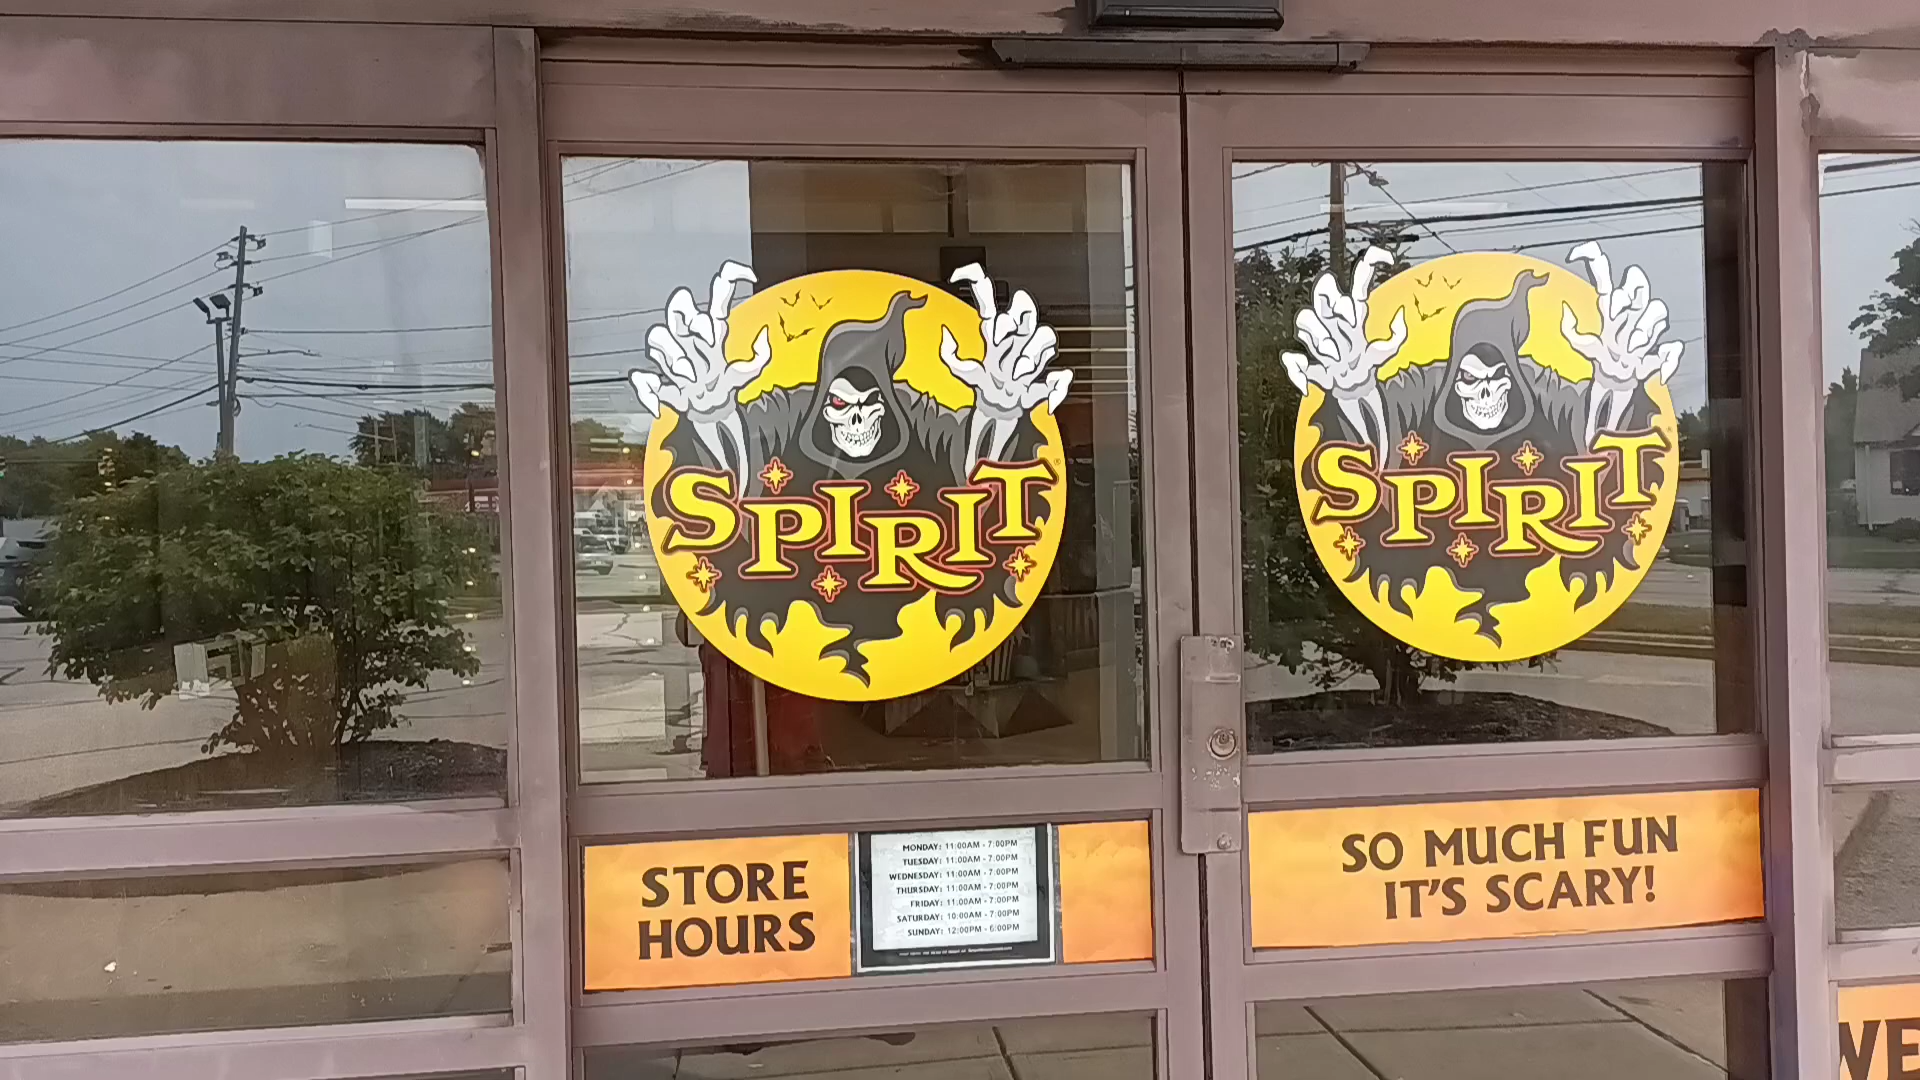 SPIRIT
SPIRIT
STORE
HOURS
MONDAY: 11:00AM - 7:00PM
TUESDAY: 11:00AM - 7:00PM
WEDNESDAY: 11:00AM - 7:00PM
THURSDAY: 11:00AM - 7:00PM
FRIDAY: 11:00AM - 7:00PM
SATURDAY: 10:00AM - 7:00PM
SUNDAY: 12:00PM - 6:00PM
SO MUCH FUN
IT'S SCARY!
WE